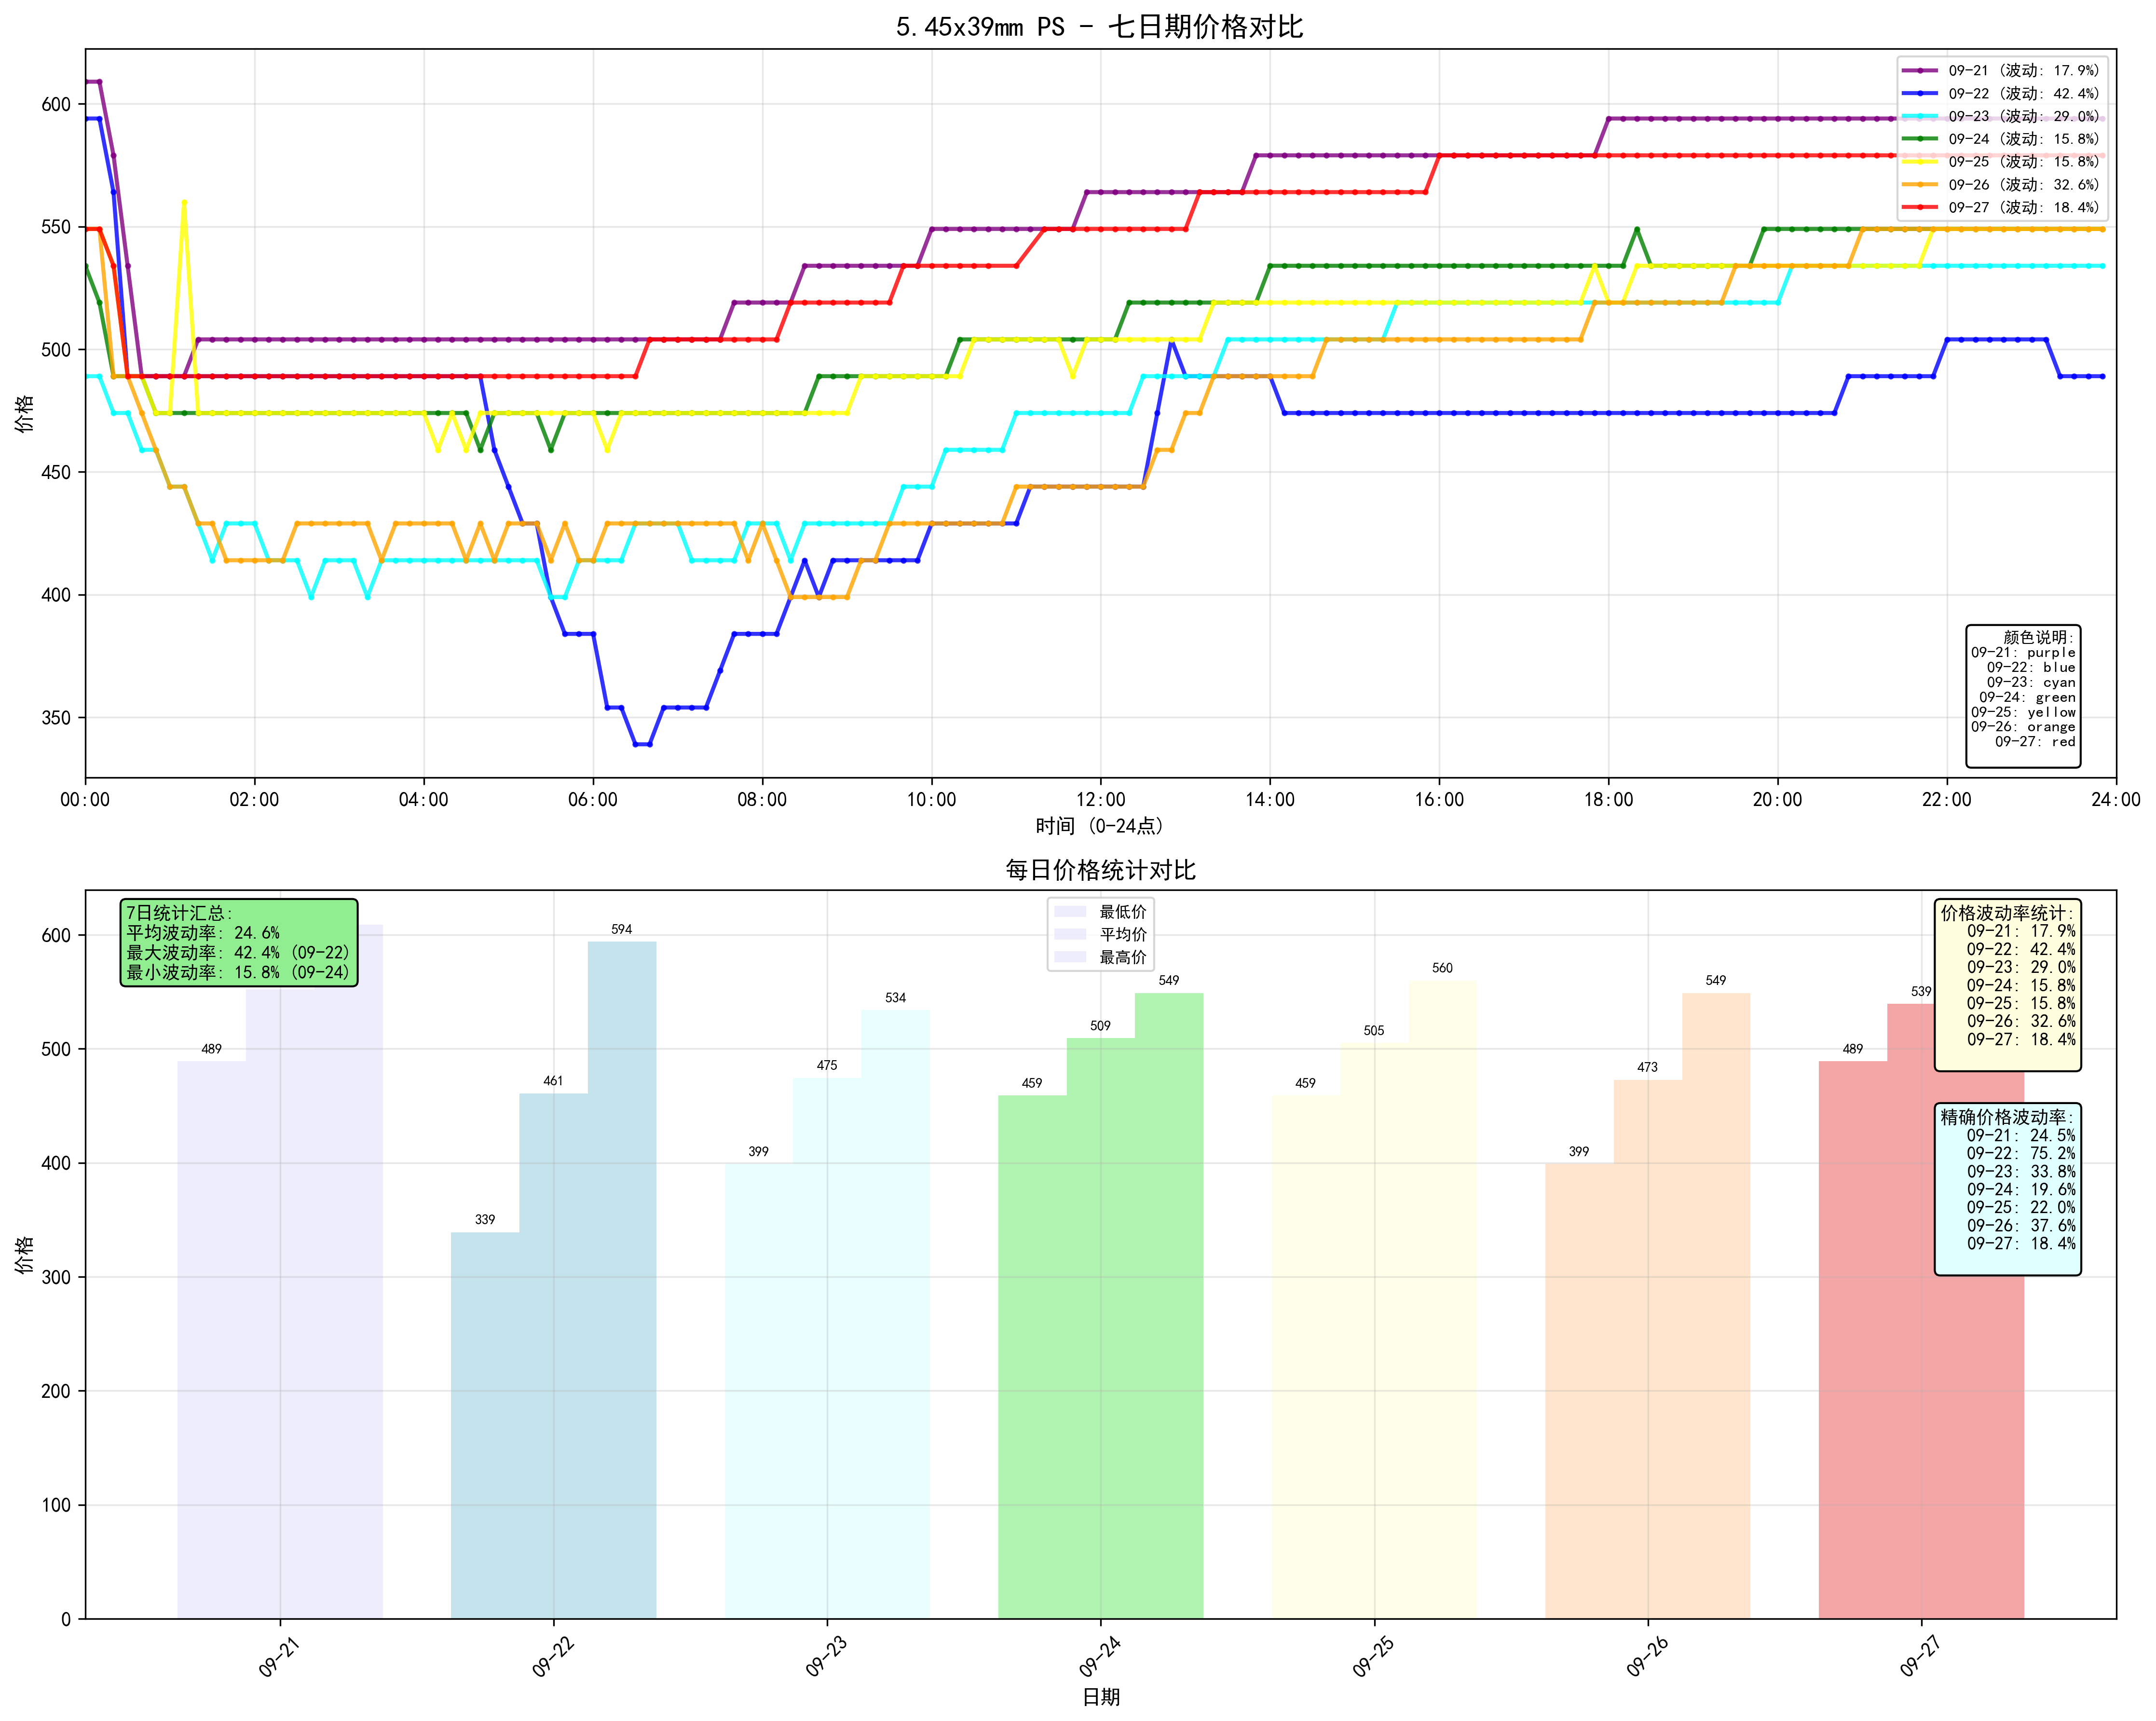 5.45x39mm PS - 七日期价格对比
价格
600
550
500
450
400
350
09-21 (波动: 17.9%)
09-22 (波动: 42.4%)
09-23 (波动: 29.0%)
09-24 (波动: 15.8%)
09-25 (波动: 15.8%)
09-26 (波动: 32.6%)
09-27 (波动: 18.4%)
颜色说明:
09-21: purple
09-22: blue
09-23: cyan
09-24: green
09-25: yellow
09-26: orange
09-27: red
00:00 02:00 04:00 06:00 08:00 10:00 12:00 14:00 16:00 18:00 20:00 22:00 24:00
时间 (0-24点)
每日价格统计对比
价格
600
500
400
300
200
100
0
7日统计汇总:
平均波动率: 24.6%
最大波动率: 42.4% (09-22)
最小波动率: 15.8% (09-24)
最低价
平均价
最高价
价格波动率统计:
09-21: 17.9%
09-22: 42.4%
09-23: 29.0%
09-24: 15.8%
09-25: 15.8%
09-26: 32.6%
09-27: 18.4%
精确价格波动率:
09-21: 24.5%
09-22: 75.2%
09-23: 33.8%
09-24: 19.6%
09-25: 22.0%
09-26: 37.6%
09-27: 18.4%
489
339
461
594
399
475
534
459
509
549
459
505
560
399
473
549
489
539
09-21 09-22 09-23 09-24 09-25 09-26 09-27
日期